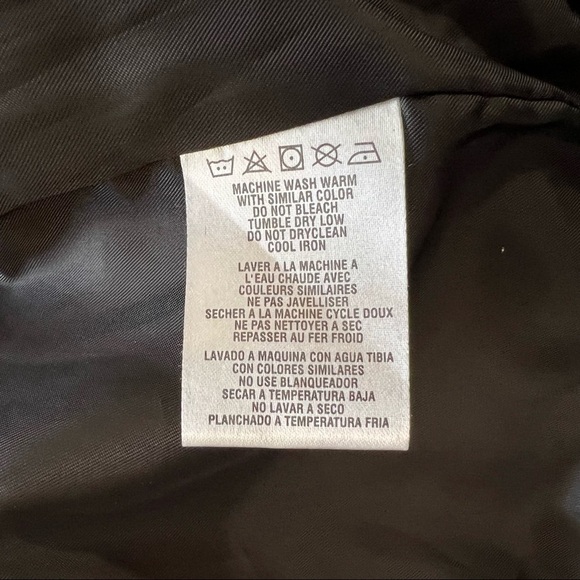 MACHINE WASH WARM
WITH SIMILAR COLOR
DO NOT BLEACH
TUMBLE DRY LOW
DO NOT DRYCLEAN
COOL IRON
LAVER A LA MACHINE A
L'EAU CHAUDE AVEC
COULEURS SIMILAIRES
NE PAS JAVELLISER
SECHER A LA MACHINE CYCLE DOUX
NE PAS NETTOYER A SEC
REPASSER AU FER FROID
LAVADO A MAQUINA CON AGUA TIBIA
CON COLORES SIMILARES
NO USE BLANQUEADOR
SECAR A TEMPERATURA BAJA
NO LAVAR A SECO
PLANCHADO A TEMPERATURA FRIA